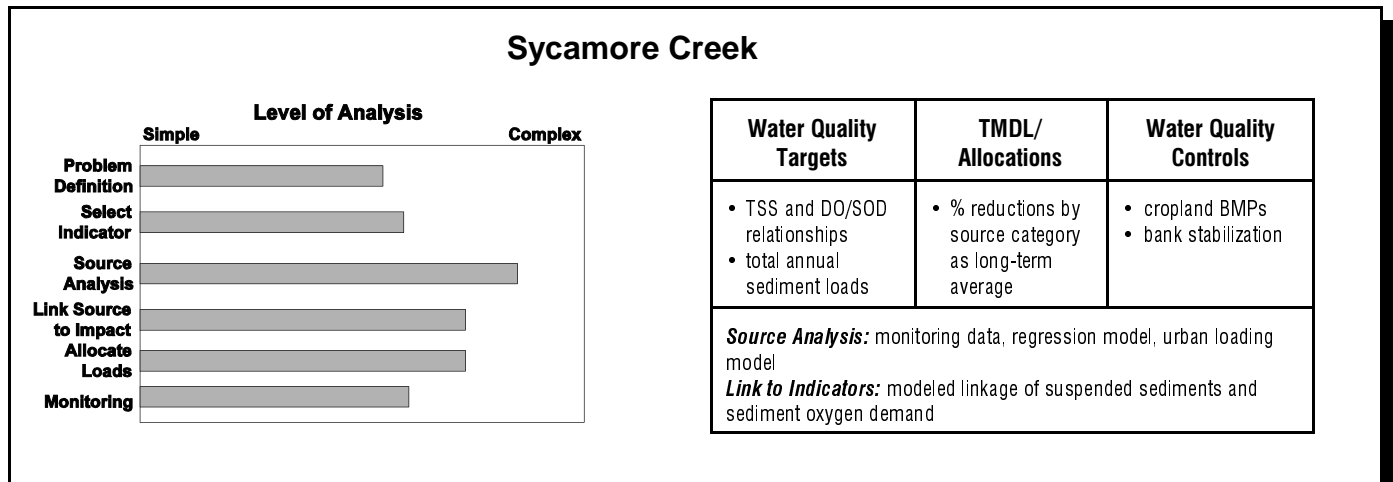 Sycamore Creek
Level of Analysis
Simple Complex
Problem
Definition
Select
Indicator
Source
Analysis
Link Source
to Impact
Allocate
Loads
Monitoring
Water Quality
Targets
TMDL/
Allocations
Water Quality
Controls
• TSS and DO/SOD
relationships
• total annual
sediment loads
• % reductions by
source category
as long-term
average
• cropland BMPs
• bank stabilization
Source Analysis: monitoring data, regression model, urban loading
model
Link to Indicators: modeled linkage of suspended sediments and
sediment oxygen demand